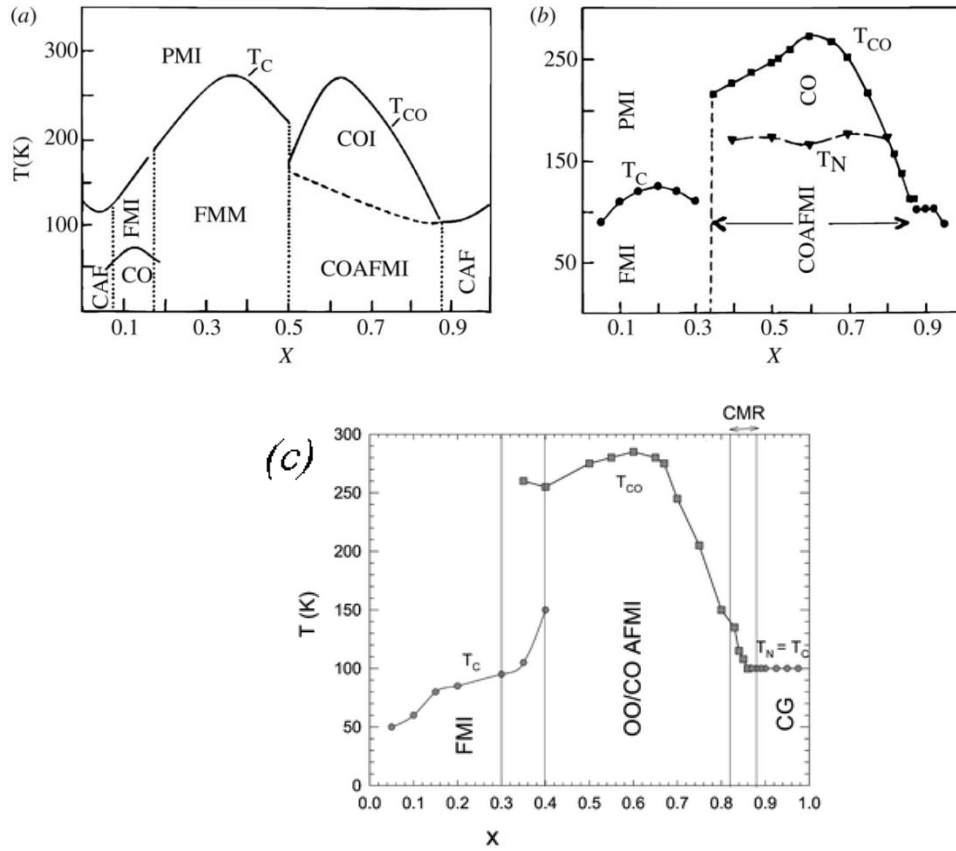 (a)
300
250
200
150
100
50
T(K)
PMI
T_C
T_CO
COI
FMI
FMM
CAF
CO
COAFMI
CAF
0.1 0.3 0.5 0.7 0.9
X
(b)
250
150
50
PMI
FMI
T_C
T_CO
CO
T_N
COAFMI
0.1 0.3 0.5 0.7 0.9
X
(c)
CMR
300
250
200
150
100
50
0
T (K)
T_CO
T_C
FMI
OO/CO AFMI
T_N = T_C
CG
0.0 0.1 0.2 0.3 0.4 0.5 0.6 0.7 0.8 0.9 1.0
X